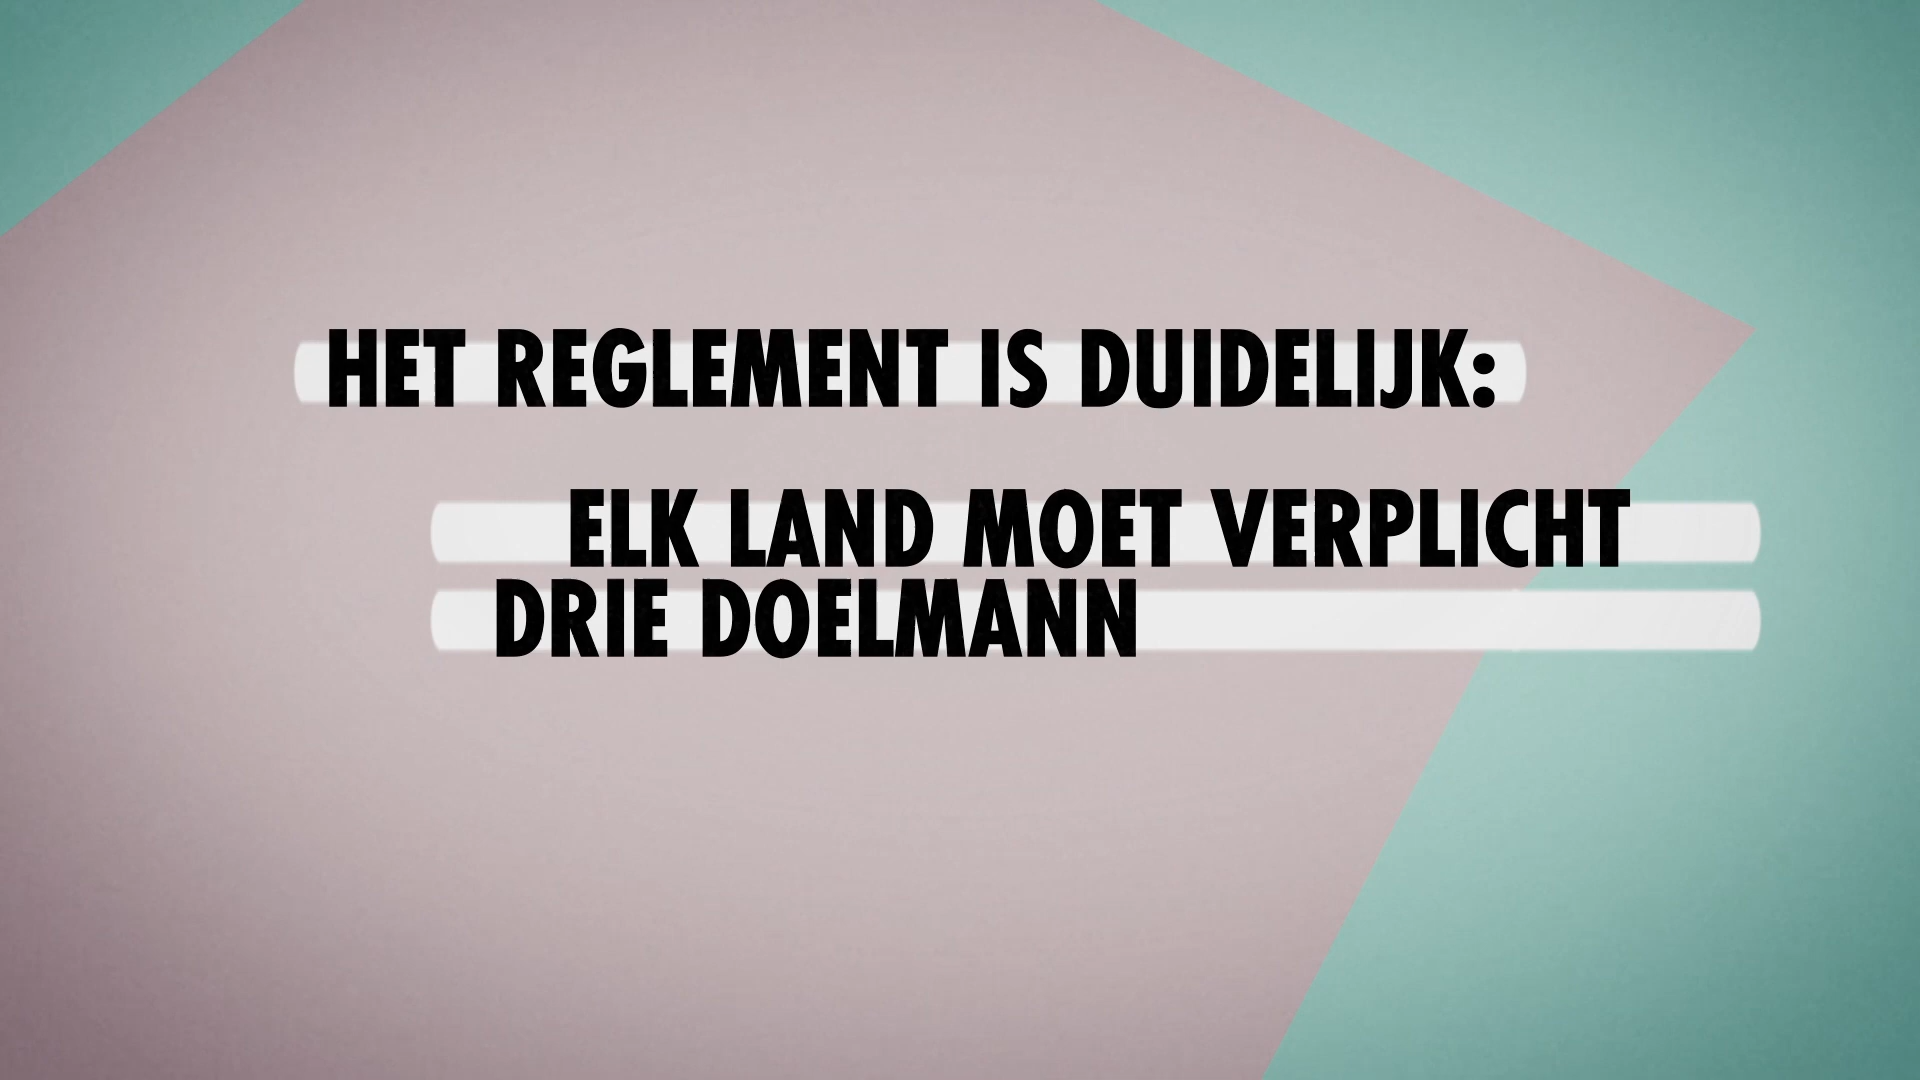 HET REGLEMENT IS DUIDELIJK:
ELK LAND MOET VERPLICHT
DRIE DOELMANN